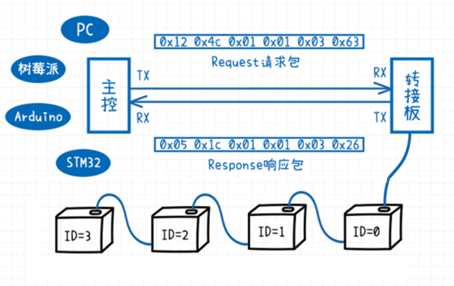 PC
0x12 0x4c 0x01 0x01 0x03 0x63
Request请求包
树莓派
主控
TX
RX
转接板
Arduino
RX
TX
0x05 0x1c 0x01 0x01 0x03 0x26
STM32
Response响应包
ID=3
ID=2
ID=1
ID=0